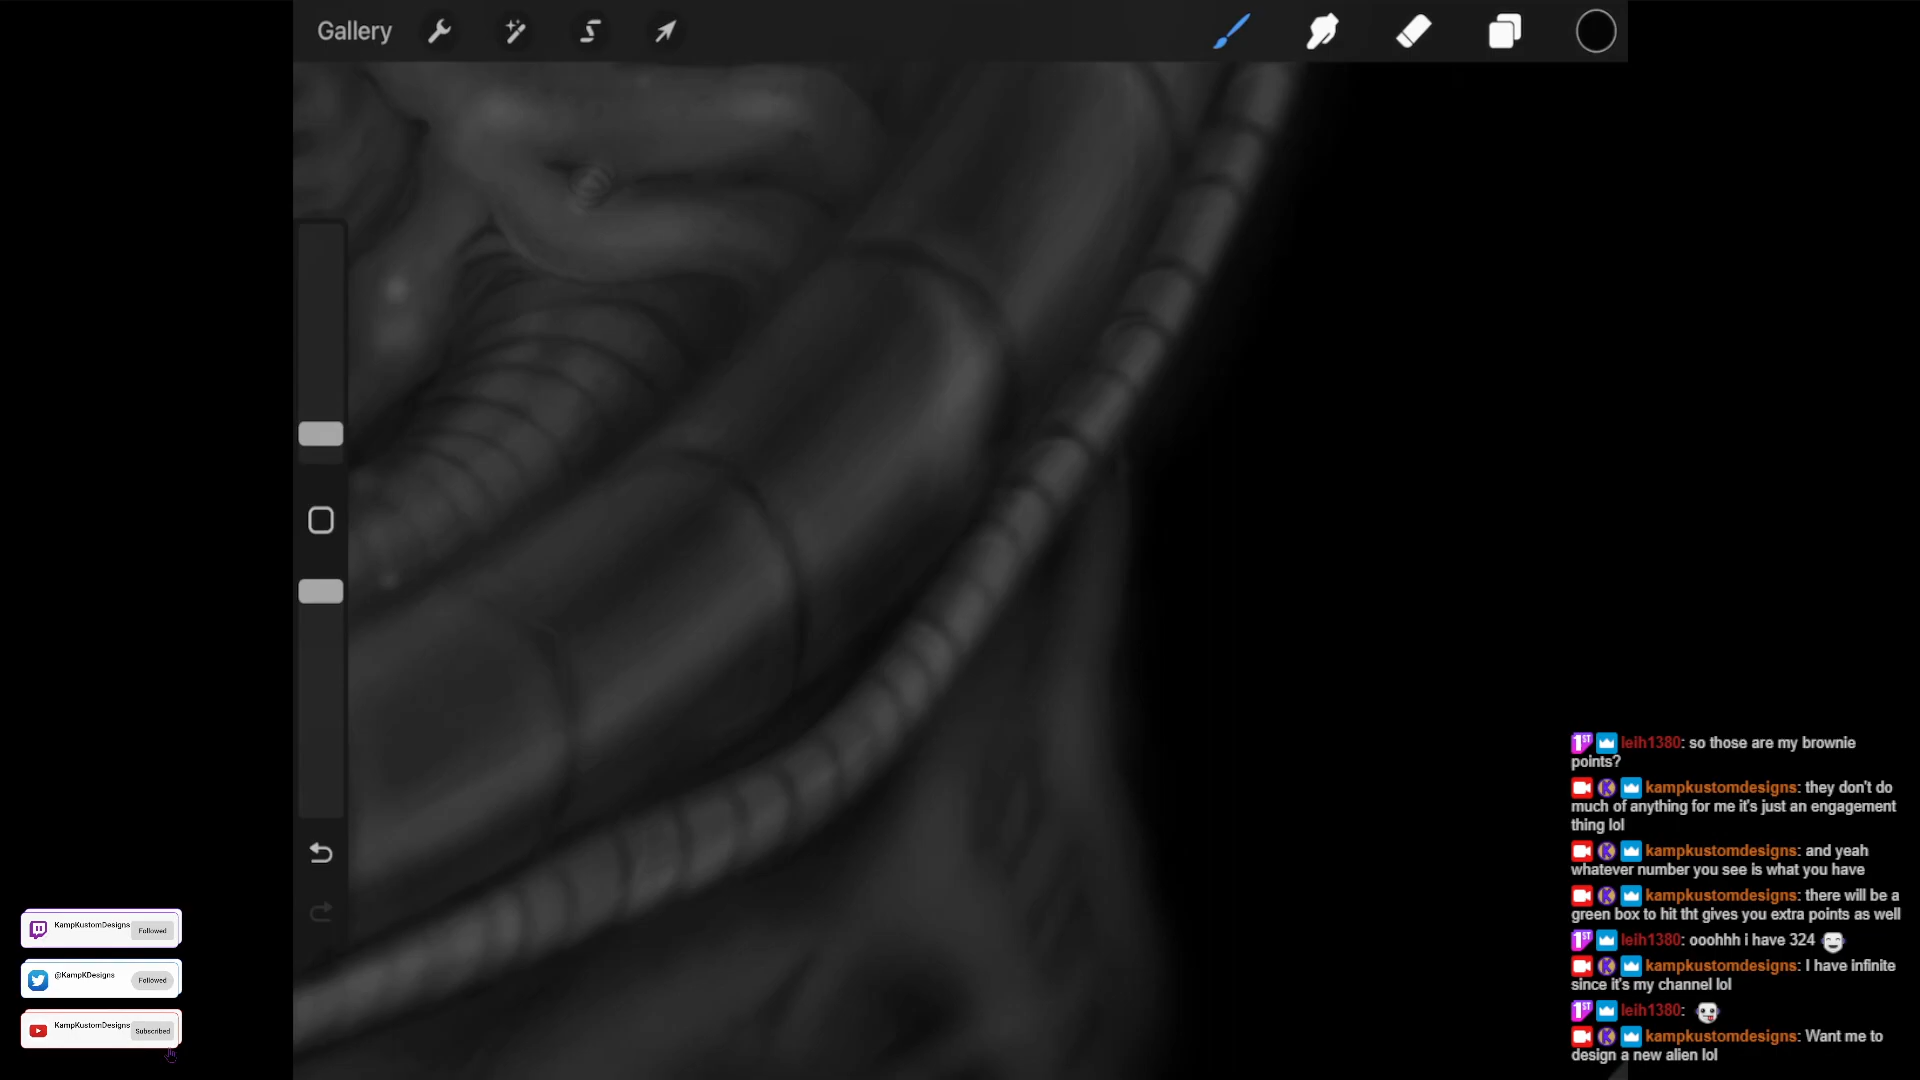 Gallery
leih1380: so those are my brownie
points?
kampkustomdesigns: they don't do
much of anything for me it's just an engagement
thing lol
kampkustomdesigns: and yeah
whatever number you see is what you have
kampkustomdesigns: there will be a
green box to hit tht gives you extra points as well
leih1380: ooohhh i have 324
kampkustomdesigns: I have infinite
since it's my channel lol
leih1380:
kampkustomdesigns: Want me to
design a new alien lol
KampKustomDesigns Followed
@KampKDesigns Followed
KampKustomDesigns Subscribed